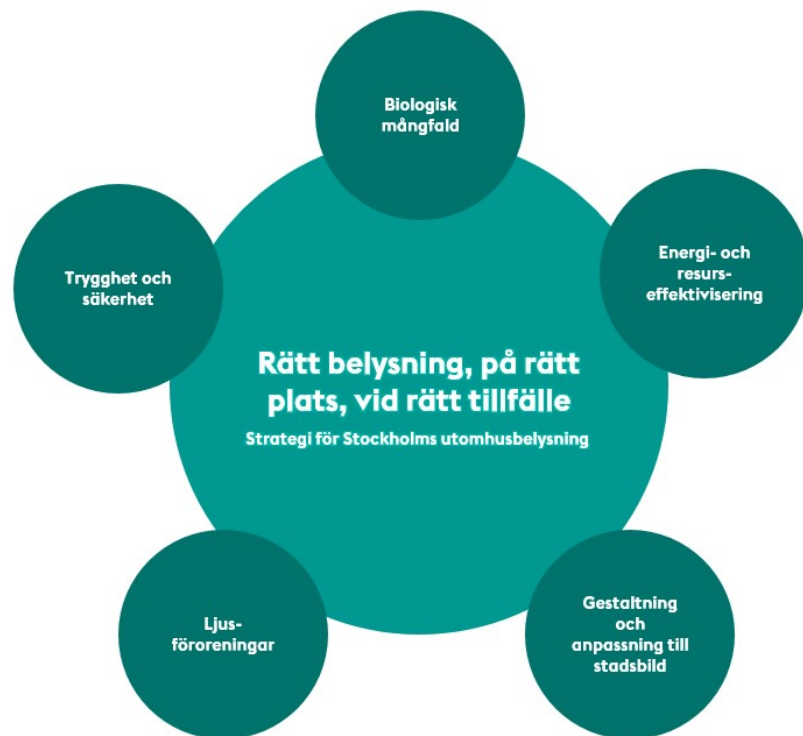 Biologisk
mångfald
Energi- och
resurs-
effektivisering
Trygghet och
säkerhet
Rätt belysning, på rätt
plats, vid rätt tillfälle
Strategi för Stockholms utomhusbelysning
Ljus-
föroreningar
Gestaltning
och
anpassning till
stadsbild